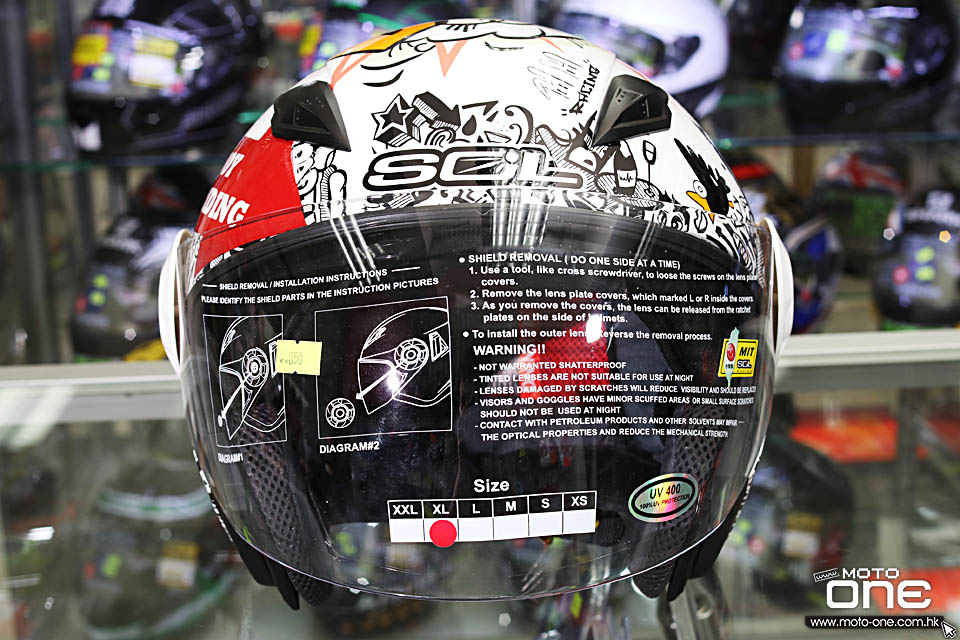 RACING
SOL
DING
SHIELD REMOVAL / INSTALLATION INSTRUCTIONS
PLEASE IDENTIFY THE SHIELD PARTS IN THE INSTRUCTION PICTURES
DIAGRAM#1
DIAGRAM#2
650
• SHIELD REMOVAL ( DO ONE SIDE AT A TIME)
1. Use a tool, like cross screwdriver, to loose the screws on the lens plate
covers.
2. Remove the lens plate covers, which marked L or R inside the covers.
3. As you remove the covers, the lens can be released from the ratchet
plates on the side of helmets.
• To install the outer lens, Reverse the removal process.
WARNING!!
- NOT WARRANTED SHATTERPROOF
- TINTED LENSES ARE NOT SUITABLE FOR USE AT NIGHT
- LENSES DAMAGED BY SCRATCHES WILL REDUCE VISIBILITY AND SHOULD BE REPLACED
- VISORS AND GOGGLES HAVE MINOR SCUFFED AREAS OR SMALL SURFACE SCRATCHES
SHOULD NOT BE USED AT NIGHT
- CONTACT WITH PETROLEUM PRODUCTS AND OTHER SOLVENTS MAY IMPAIR
THE OPTICAL PROPERTIES AND REDUCE THE MECHANICAL STRENGTH
MIT
SOL
Size
XXL XL L M S XS
UV 400
100% UV PROTECTION
www.
MOTO
ONE
www.moto-one.com.hk